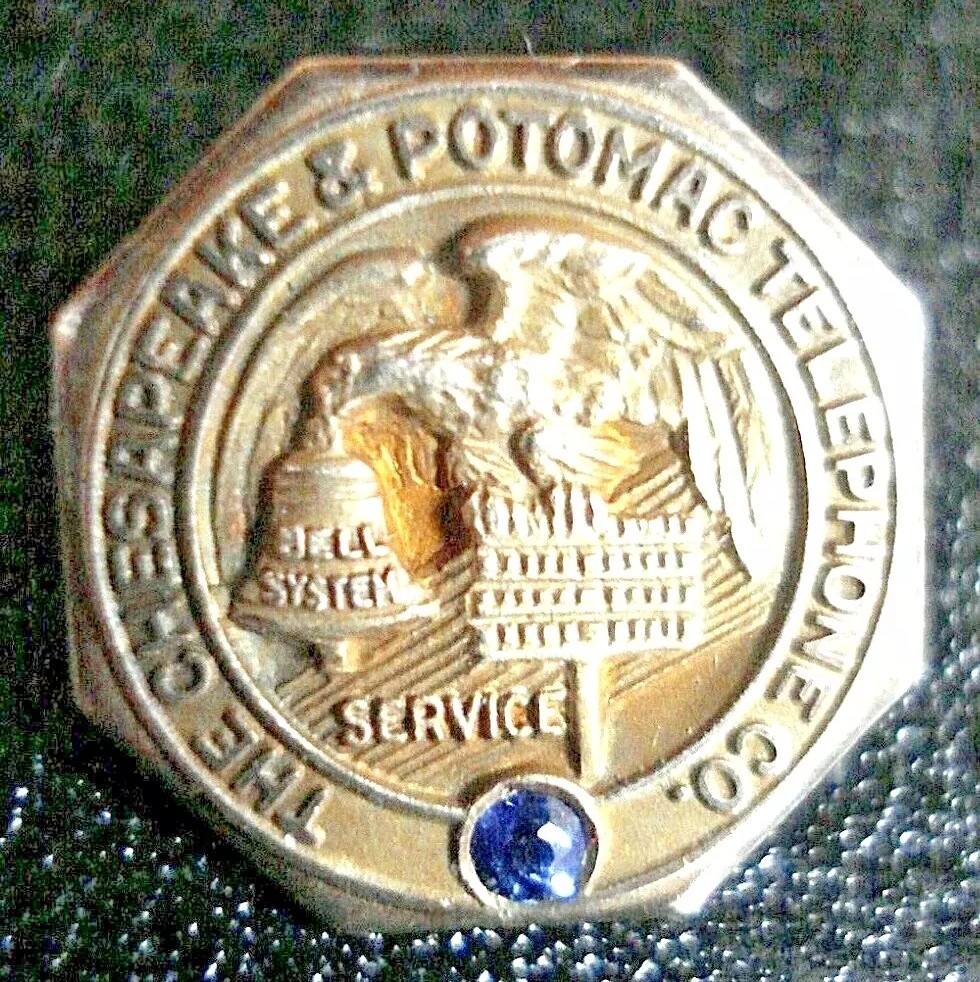 THE CHESAPEAKE & POTOMAC TELEPHONE CO.
BELL
SYSTEM
SERVICE